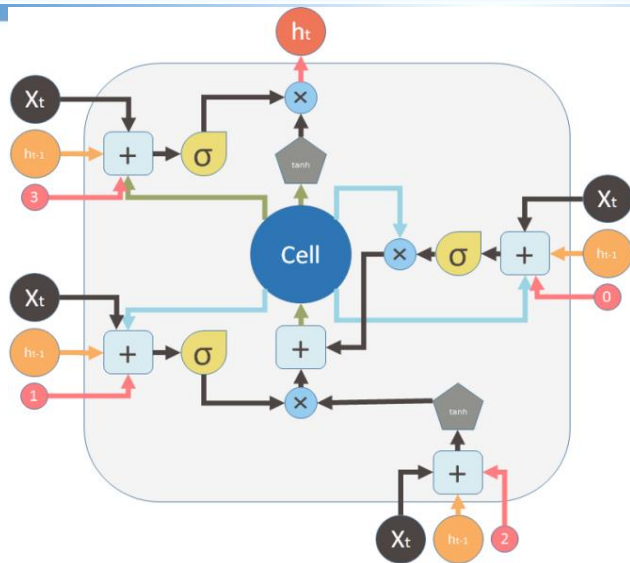 ht
×
Xt
+
σ
tanh
ht-1
3
Xt
Cell
×
σ
+
ht-1
Xt
0
ht-1
+
σ
+
1
×
tanh
+
Xt
ht-1
2